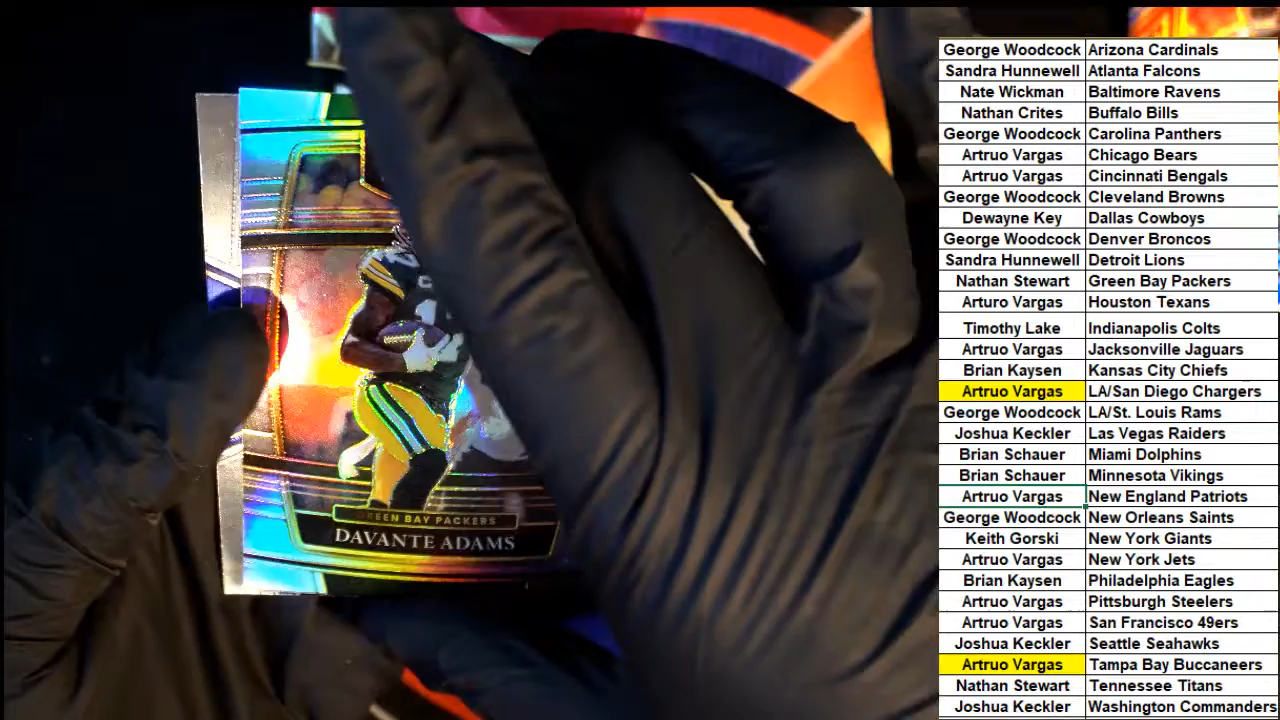 REEN BAY PACKERS
DAVANTE ADAMS
George Woodcock Arizona Cardinals
Sandra Hunnewell Atlanta Falcons
Nate Wickman Baltimore Ravens
Nathan Crites Buffalo Bills
George Woodcock Carolina Panthers
Artruo Vargas Chicago Bears
Artruo Vargas Cincinnati Bengals
George Woodcock Cleveland Browns
Dewayne Key Dallas Cowboys
George Woodcock Denver Broncos
Sandra Hunnewell Detroit Lions
Nathan Stewart Green Bay Packers
Arturo Vargas Houston Texans
Timothy Lake Indianapolis Colts
Artruo Vargas Jacksonville Jaguars
Brian Kaysen Kansas City Chiefs
Artruo Vargas LA/San Diego Chargers
George Woodcock LA/St. Louis Rams
Joshua Keckler Las Vegas Raiders
Brian Schauer Miami Dolphins
Brian Schauer Minnesota Vikings
Artruo Vargas New England Patriots
George Woodcock New Orleans Saints
Keith Gorski New York Giants
Artruo Vargas New York Jets
Brian Kaysen Philadelphia Eagles
Artruo Vargas Pittsburgh Steelers
Artruo Vargas San Francisco 49ers
Joshua Keckler Seattle Seahawks
Artruo Vargas Tampa Bay Buccaneers
Nathan Stewart Tennessee Titans
Joshua Keckler Washington Commanders